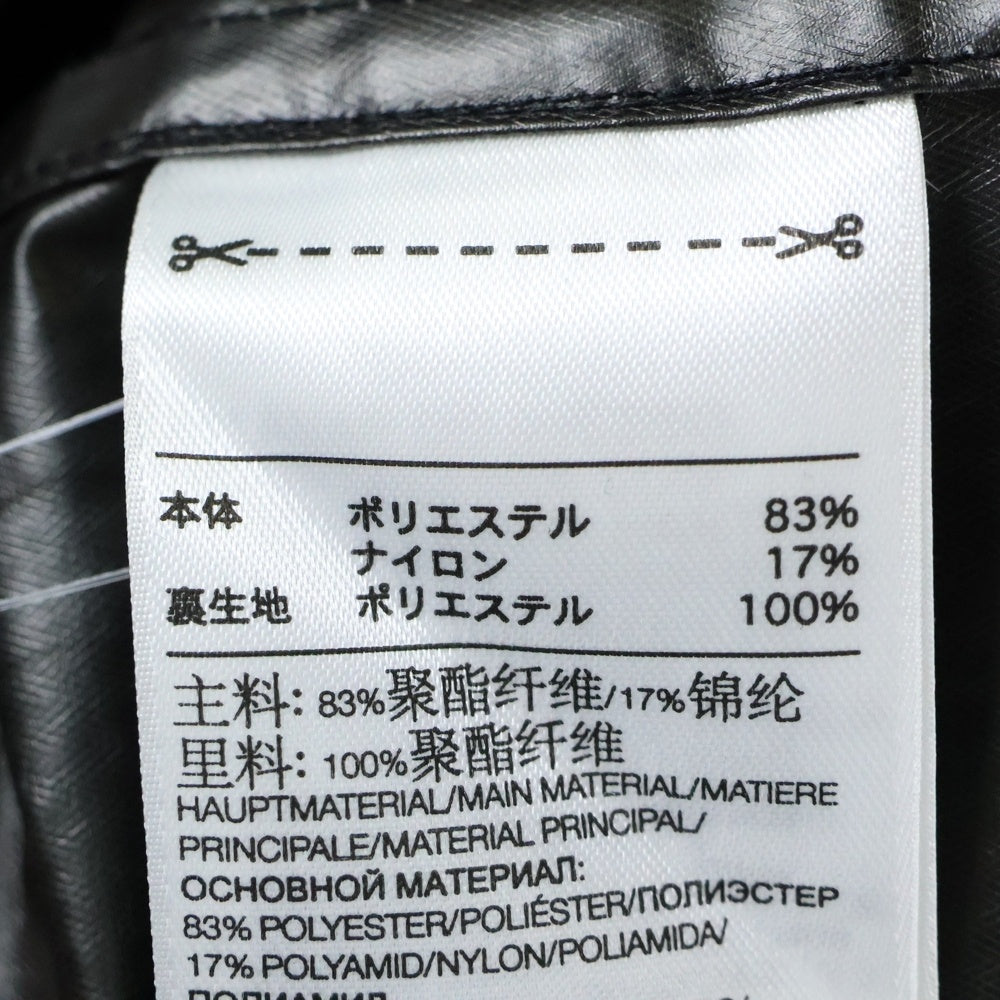 本体 ポリエステル 83%
ナイロン 17%
裏生地 ポリエステル 100%
主料: 83%聚酯纤维/17%锦纶
里料: 100%聚酯纤维
HAUPTMATERIAL/MAIN MATERIAL/MATIERE
PRINCIPALE/MATERIAL PRINCIPAL/
ОСНОВНОЙ МАТЕРИАЛ:
83% POLYESTER/POLIÉSTER/ПОЛИЭСТЕР
17% POLYAMID/NYLON/POLIAMIDA/
ПОЛИАМИД